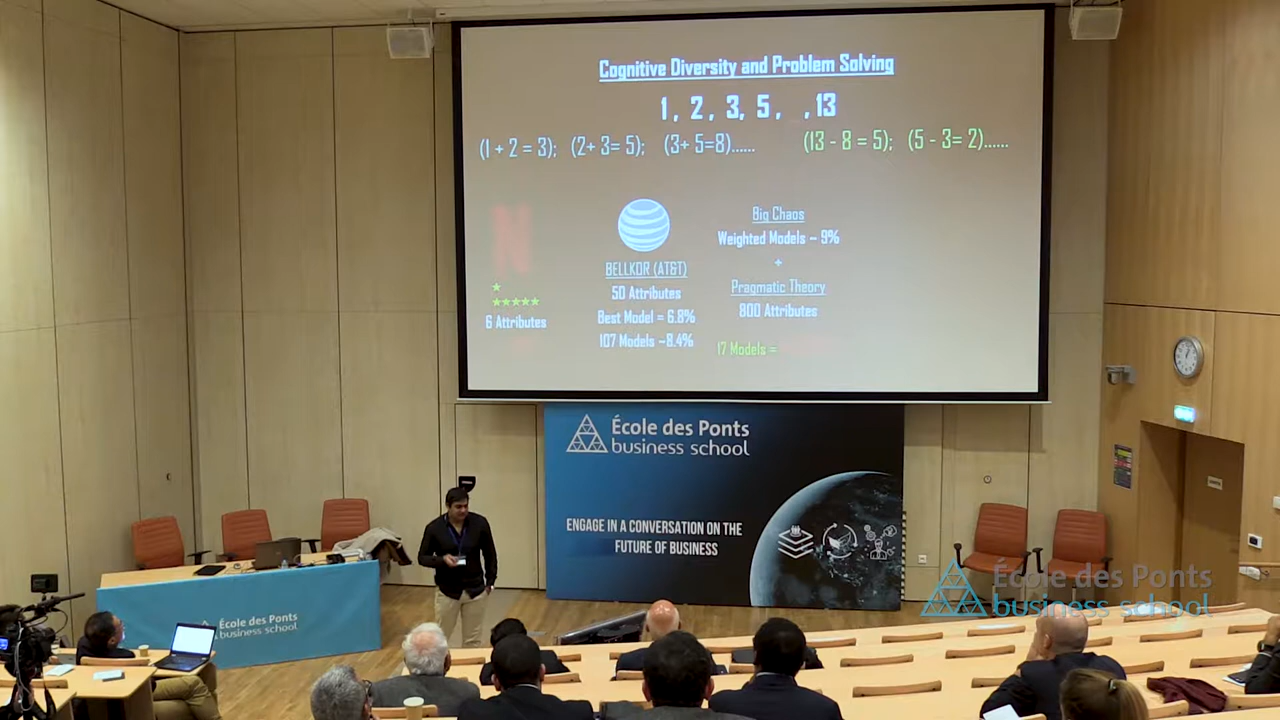 Cognitive Diversity and Problem Solving
1, 2, 3, 5, , 13
(1 + 2 = 3); (2+ 3= 5); (3+ 5=8)...... (13 - 8 = 5); (5 - 3= 2)......
N
6 Attributes
BELLKOR (AT&T)
50 Attributes
Best Model = 6.8%
107 Models –8.4%
Big Chaos
Weighted Models – 9%
+
Pragmatic Theory
800 Attributes
17 Models =
École des Ponts
business school
ENGAGE IN A CONVERSATION ON THE
FUTURE OF BUSINESS
École des Ponts
business school
École des Ponts
business school